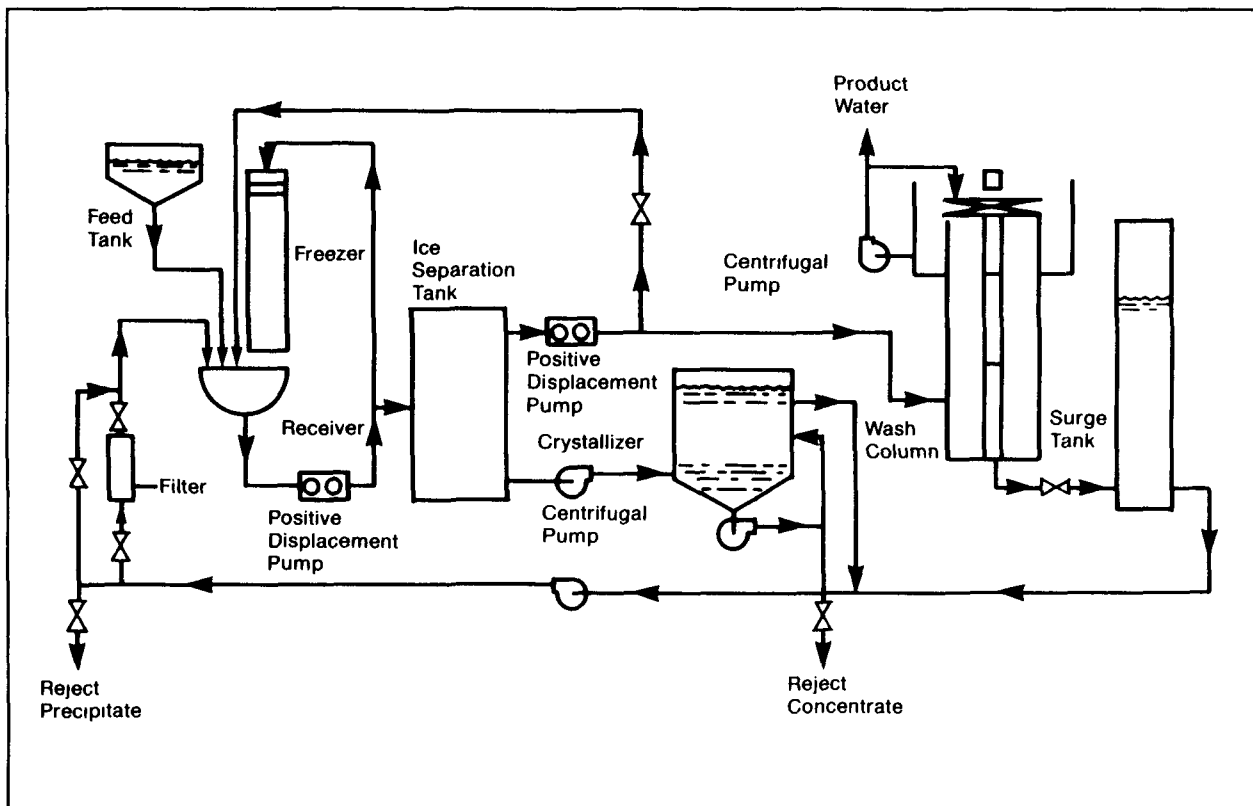 Product
Water
Feed
Tank
Freezer
Ice
Separation
Tank
Centrifugal
Pump
Positive
Displacement
Pump
Receiver
Crystallizer
Wash
Column
Surge
Tank
Filter
Positive
Displacement
Pump
Centrifugal
Pump
Reject
Precipitate
Reject
Concentrate